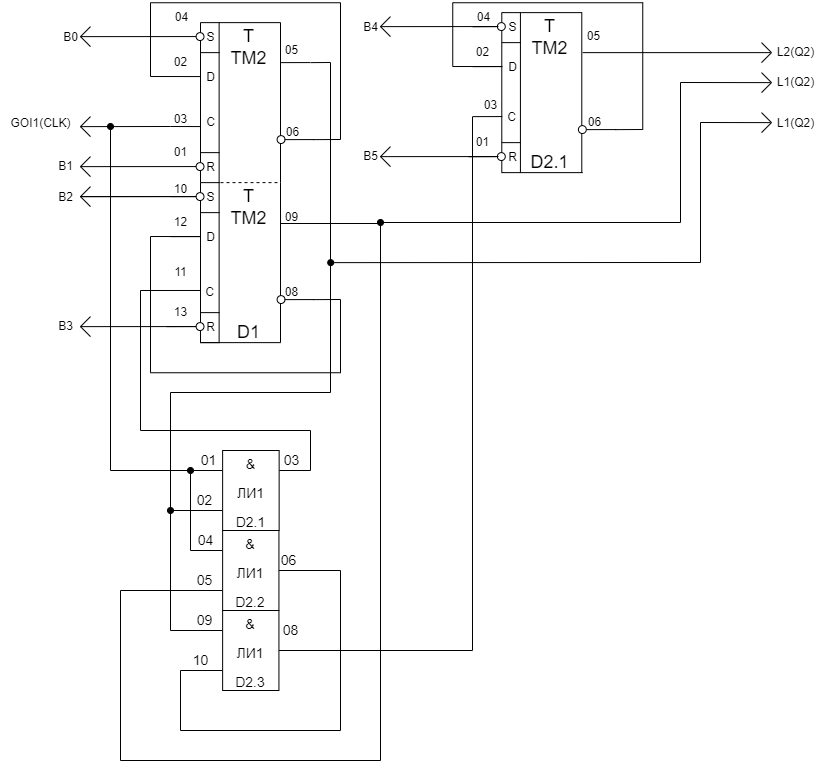 04
T
TM2
B0
S
05
02
D
GOI1(CLK)
03
C
06
01
B1
R
10
B2
S
T
TM2
12
09
D
11
C
08
13
B3
R
D1
04
T
TM2
B4
S
05
02
L2(Q2)
D
L1(Q2)
03
C
06
L1(Q2)
01
B5
R
D2.1
01
&
03
ЛИ1
02
D2.1
04
&
06
ЛИ1
05
D2.2
09
&
08
ЛИ1
10
D2.3